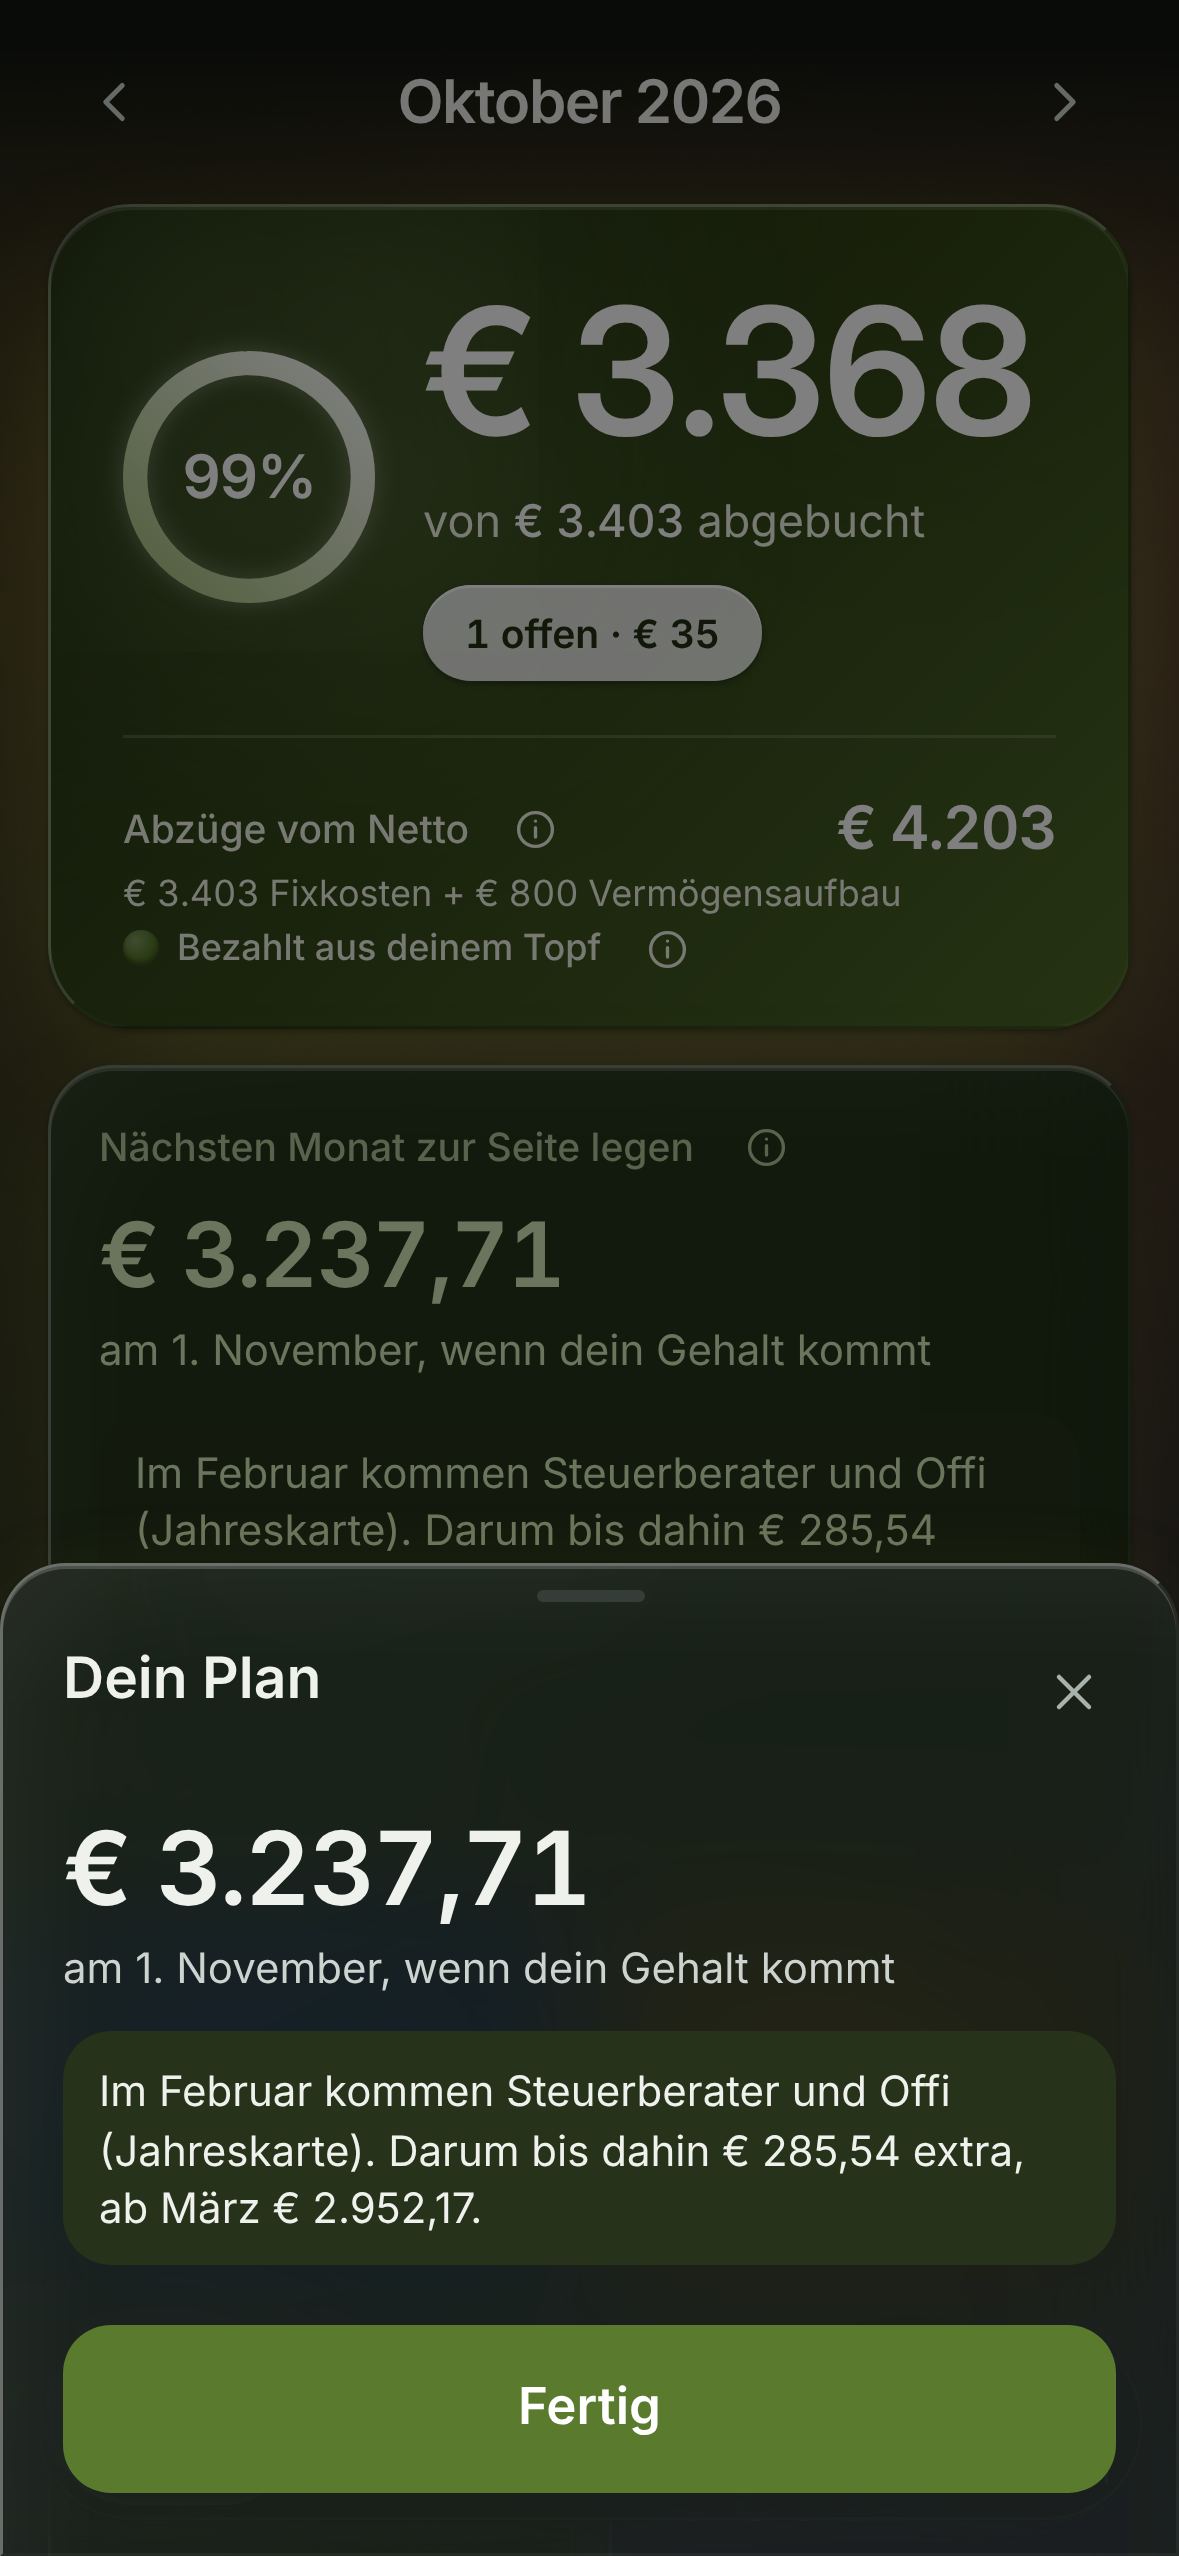 Oktober 2026
€ 3.368
99%
von € 3.403 abgebucht
1 offen · € 35
Abzüge vom Netto
€ 4.203
€ 3.403 Fixkosten + € 800 Vermögensaufbau
Bezahlt aus deinem Topf
Nächsten Monat zur Seite legen
€ 3.237,71
am 1. November, wenn dein Gehalt kommt
Im Februar kommen Steuerberater und Offi
(Jahreskarte). Darum bis dahin € 285,54
Dein Plan
€ 3.237,71
am 1. November, wenn dein Gehalt kommt
Im Februar kommen Steuerberater und Offi
(Jahreskarte). Darum bis dahin € 285,54 extra,
ab März € 2.952,17.
Fertig